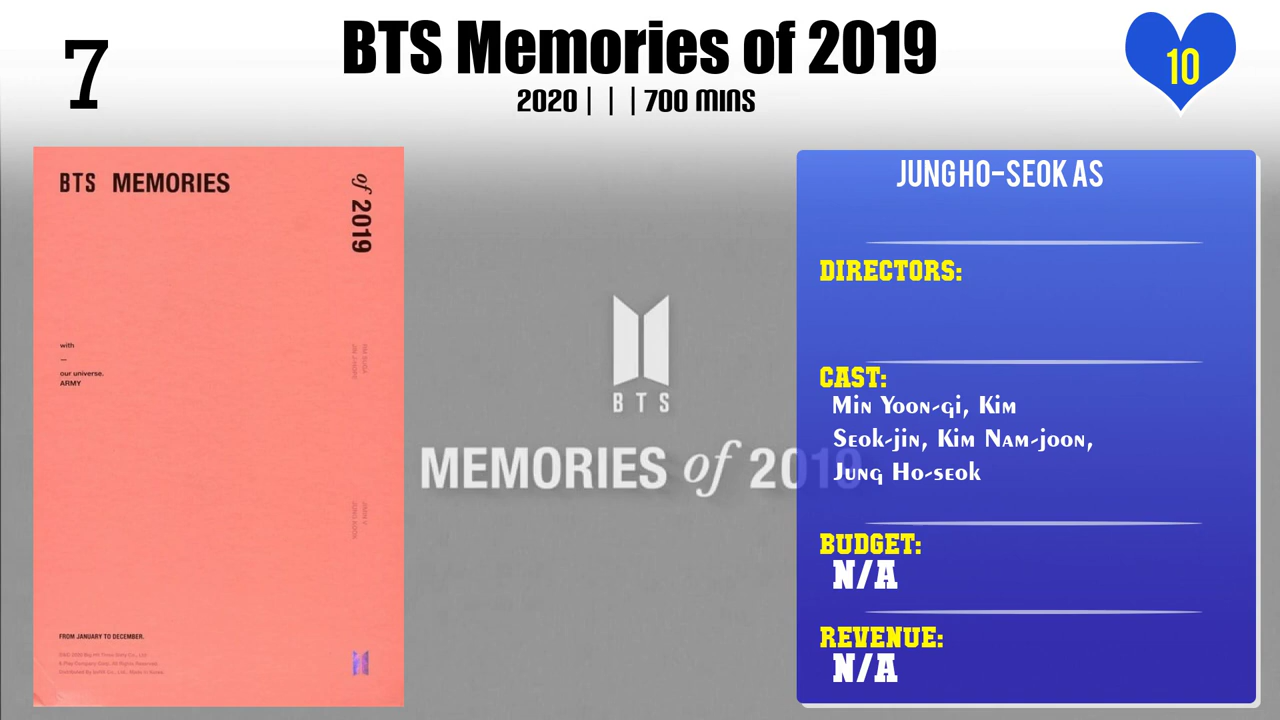 7
BTS Memories of 2019
2020 | | | 700 MINS
10
BTS MEMORIES
of 2019
with
—
our universe.
ARMY
FROM JANUARY TO DECEMBER.
BTS
MEMORIES of 2019
JUNG HO-SEOK AS
DIRECTORS:
CAST:
Min Yoon-gi, Kim
Seok-jin, Kim Nam-joon,
Jung Ho-seok
BUDGET:
N/A
REVENUE:
N/A